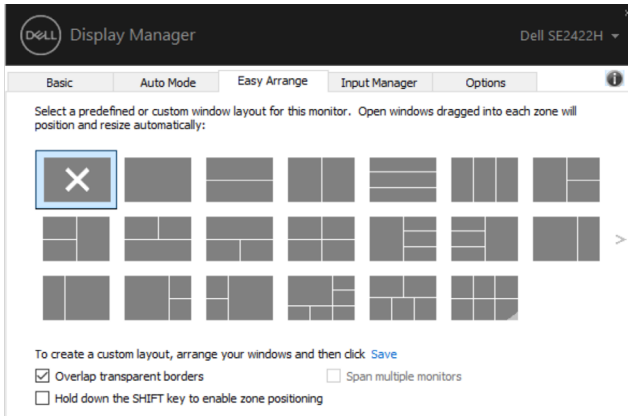 DELL Display Manager
Dell SE2422H
Basic Auto Mode Easy Arrange Input Manager Options
Select a predefined or custom window layout for this monitor. Open windows dragged into each zone will
position and resize automatically:
To create a custom layout, arrange your windows and then click Save
Overlap transparent borders
Span multiple monitors
Hold down the SHIFT key to enable zone positioning